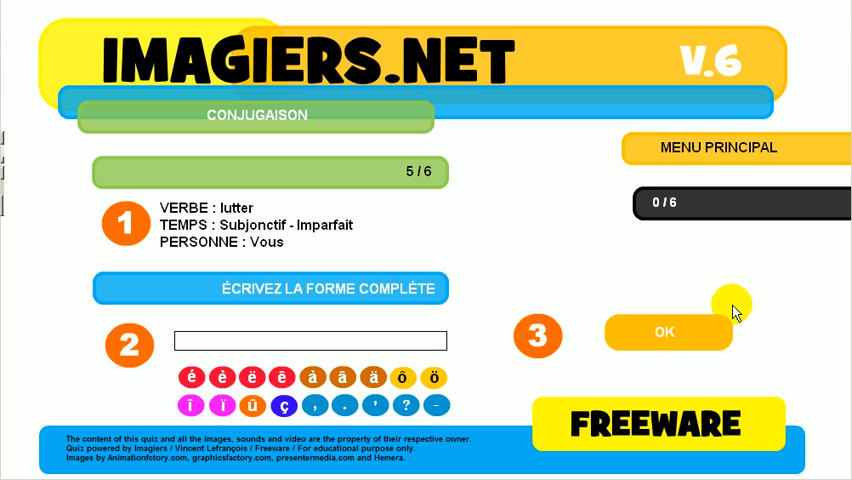 IMAGIERS.NET
V.6
CONJUGAISON
MENU PRINCIPAL
5 / 6
0 / 6
1
VERBE : lutter
TEMPS : Subjonctif - Imparfait
PERSONNE : Vous
ÉCRIVEZ LA FORME COMPLÈTE
2
3
OK
é è ë ê à â ä ô ö
î ï û ç , . ' ? -
FREEWARE
The content of this quiz and all the images, sounds and video are the property of their respective owner.
Quiz powered by Imagiers / Vincent Lefrançois / Freeware / For educational purpose only.
Images by Animationfctory.com, graphicsfactory.com, presentermedia.com and Hemera.